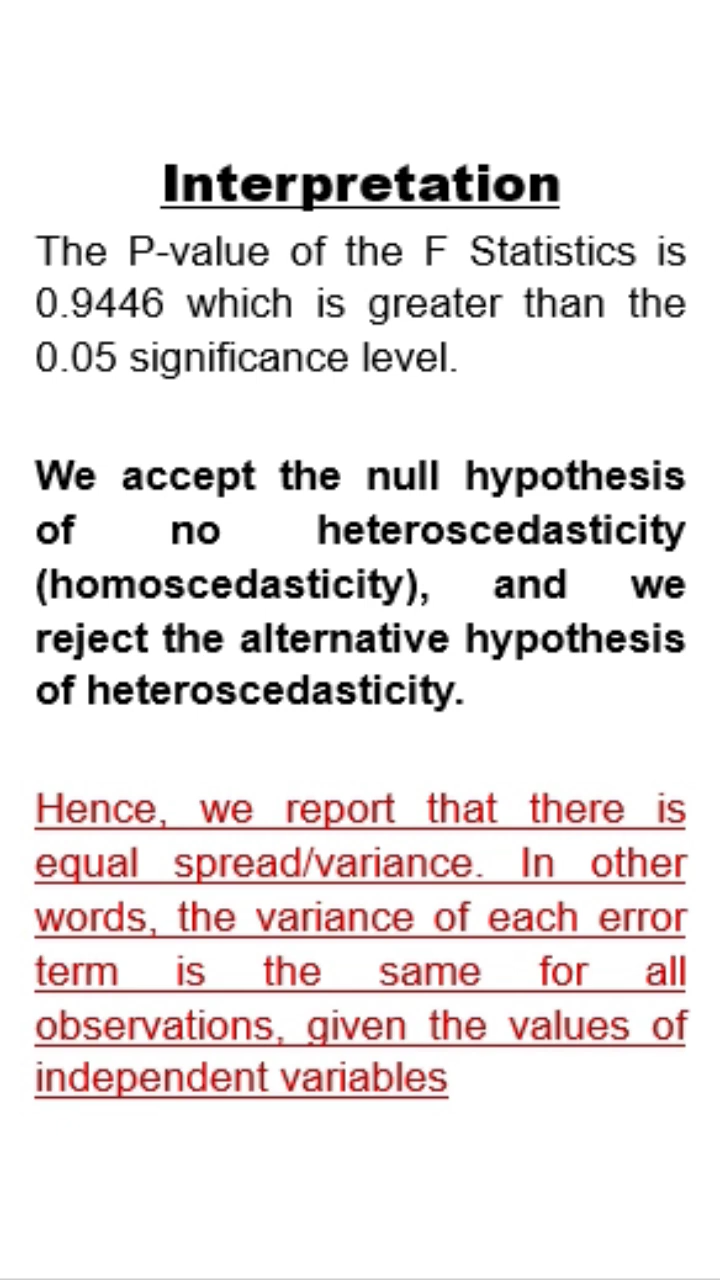 Interpretation
The P-value of the F Statistics is
0.9446 which is greater than the
0.05 significance level.
We accept the null hypothesis
of no heteroscedasticity
(homoscedasticity), and we
reject the alternative hypothesis
of heteroscedasticity.
Hence, we report that there is
equal spread/variance. In other
words, the variance of each error
term is the same for all
observations, given the values of
independent variables